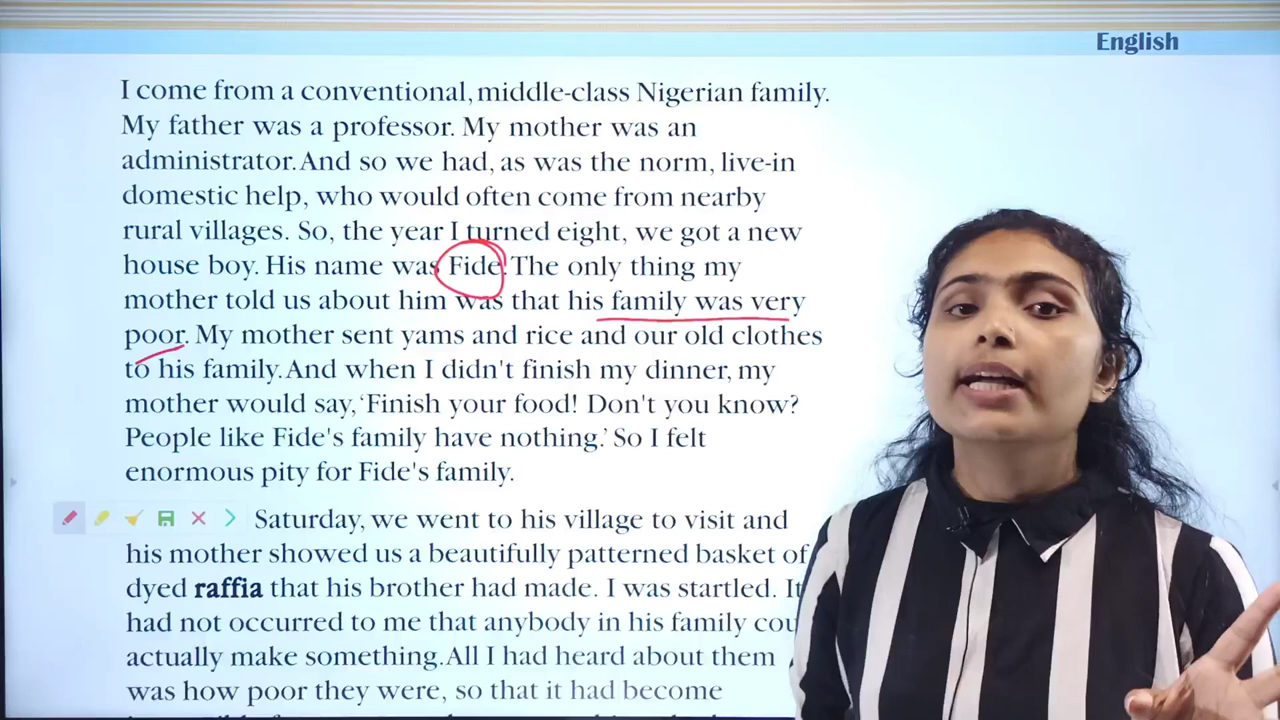 English
I come from a conventional, middle-class Nigerian family.
My father was a professor. My mother was an
administrator. And so we had, as was the norm, live-in
domestic help, who would often come from nearby
rural villages. So, the year I turned eight, we got a new
house boy. His name was Fide. The only thing my
mother told us about him was that his family was very
poor. My mother sent yams and rice and our old clothes
to his family. And when I didn't finish my dinner, my
mother would say, ‘Finish your food! Don't you know?
People like Fide's family have nothing.’ So I felt
enormous pity for Fide's family.
Saturday, we went to his village to visit and
his mother showed us a beautifully patterned basket of
dyed raffia that his brother had made. I was startled. It
had not occurred to me that anybody in his family
actually make something. All I had heard about them
was how poor they were, so that it had become